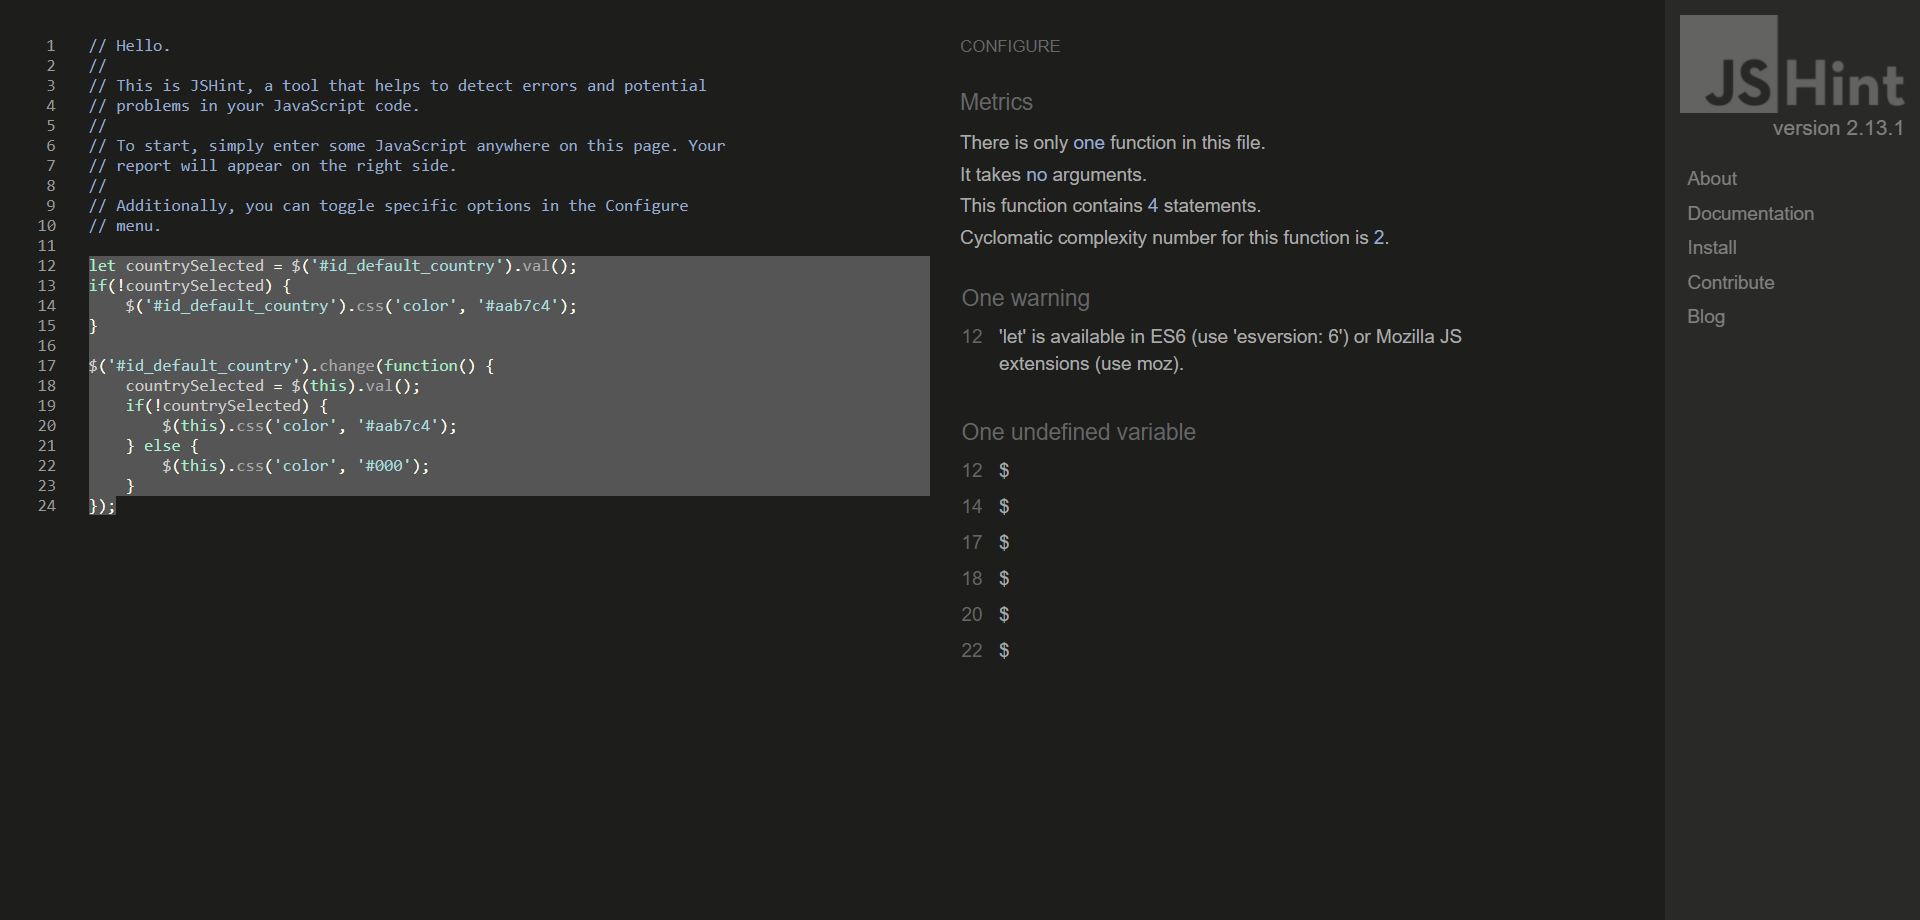 1 // Hello.
2 //
3 // This is JSHint, a tool that helps to detect errors and potential
4 // problems in your JavaScript code.
5 //
6 // To start, simply enter some JavaScript anywhere on this page. Your
7 // report will appear on the right side.
8 //
9 // Additionally, you can toggle specific options in the Configure
10 // menu.
11
12 let countrySelected = $('#id_default_country').val();
13 if(!countrySelected) {
14     $('#id_default_country').css('color', '#aab7c4');
15 }
16
17 $('#id_default_country').change(function() {
18     countrySelected = $(this).val();
19     if(!countrySelected) {
20         $(this).css('color', '#aab7c4');
21     } else {
22         $(this).css('color', '#000');
23     }
24 });
CONFIGURE
Metrics
There is only one function in this file.
It takes no arguments.
This function contains 4 statements.
Cyclomatic complexity number for this function is 2.
One warning
12 'let' is available in ES6 (use 'esversion: 6') or Mozilla JS
extensions (use moz).
One undefined variable
12 $
14 $
17 $
18 $
20 $
22 $
JSHint
version 2.13.1
About
Documentation
Install
Contribute
Blog